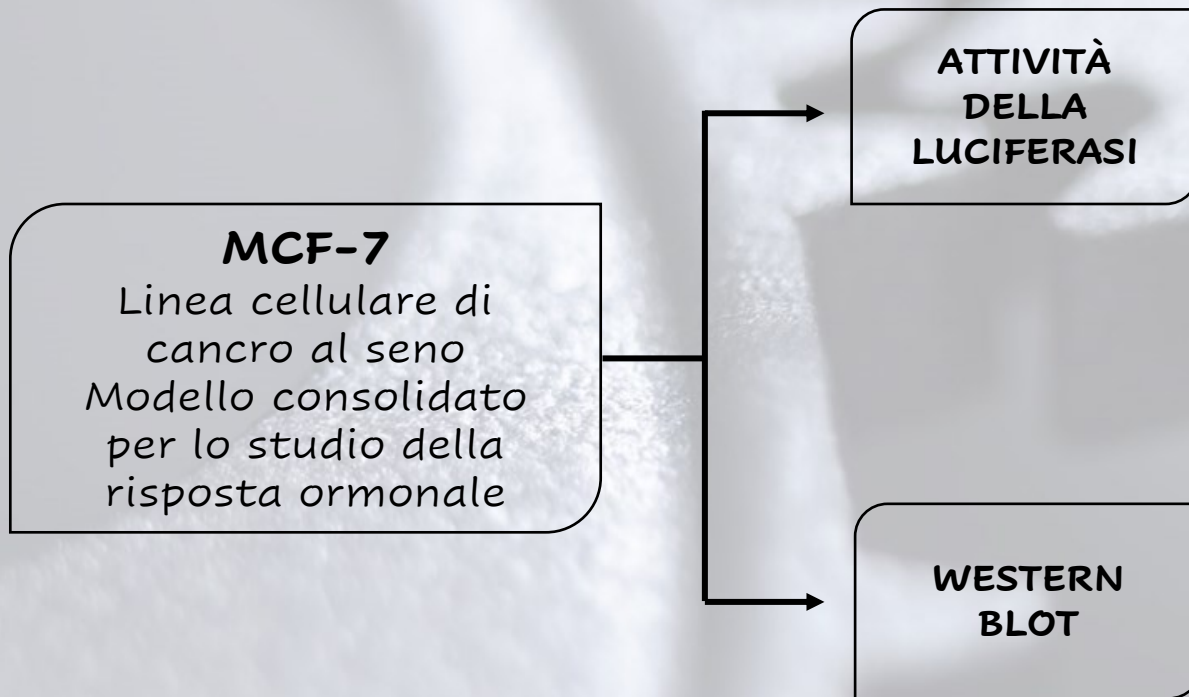 MCF-7
Linea cellulare di
cancro al seno
Modello consolidato
per lo studio della
risposta ormonale
ATTIVITÀ
DELLA
LUCIFERASI
WESTERN
BLOT